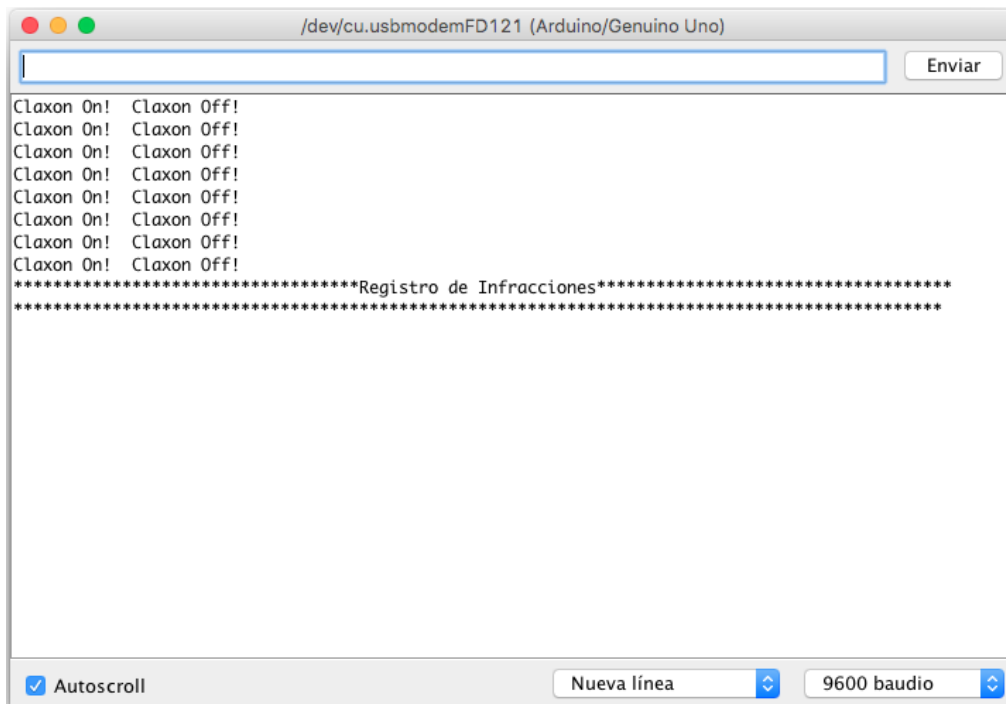 /dev/cu.usbmodemFD121 (Arduino/Genuino Uno)
Enviar
Claxon On!  Claxon Off!
Claxon On!  Claxon Off!
Claxon On!  Claxon Off!
Claxon On!  Claxon Off!
Claxon On!  Claxon Off!
Claxon On!  Claxon Off!
Claxon On!  Claxon Off!
Claxon On!  Claxon Off!
***********************************Registro de Infracciones************************************
**********************************************************************************************
Autoscroll
Nueva línea
9600 baudio